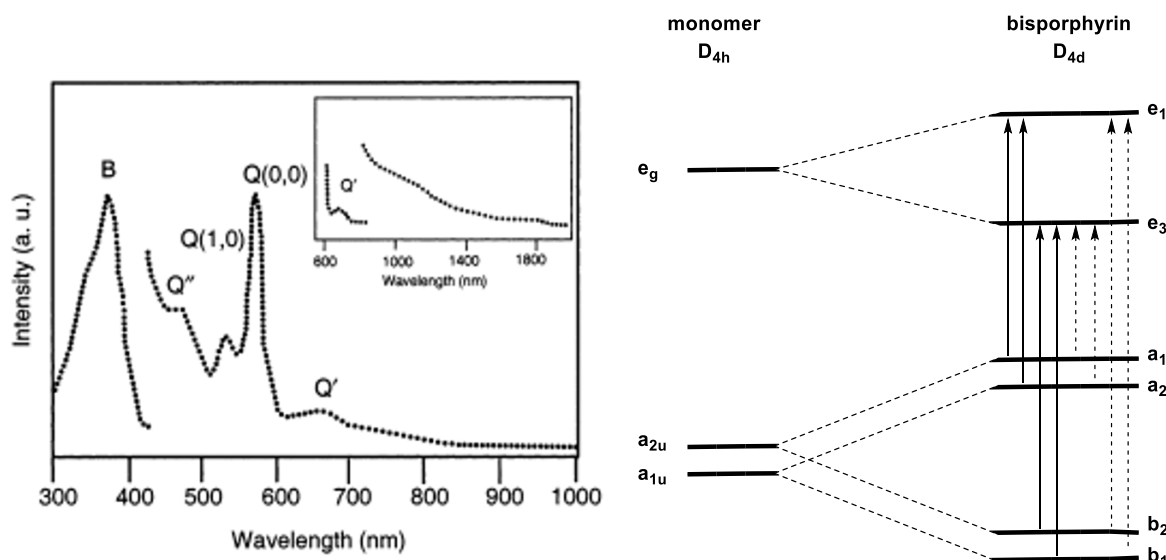 Intensity (a. u.)
B
Q″
Q(1,0)
Q(0,0)
Q′
300 400 500 600 700 800 900 1000
Wavelength (nm)
Q′
600 1000 1400 1800
Wavelength (nm)
monomer
D4h
bisporphyrin
D4d
eg
e1
e3
a2u
a1u
a1
a2
b2
b1